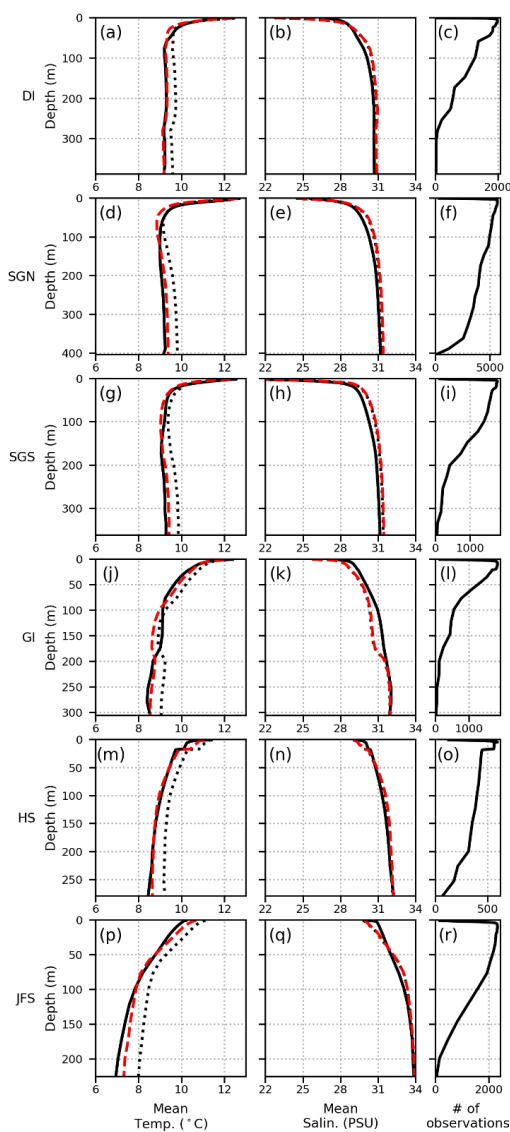 (a)
(b)
(c)
DI
Depth (m)
0
100
200
300
6
8
10
12
22
25
28
31
34
0
2000
(d)
(e)
(f)
SGN
Depth (m)
0
100
200
300
400
6
8
10
12
22
25
28
31
34
0
5000
(g)
(h)
(i)
SGS
Depth (m)
0
100
200
300
6
8
10
12
22
25
28
31
34
0
1000
(j)
(k)
(l)
GI
Depth (m)
0
50
100
150
200
250
300
6
8
10
12
22
25
28
31
34
0
1000
(m)
(n)
(o)
HS
Depth (m)
0
50
100
150
200
250
6
8
10
12
22
25
28
31
34
0
500
(p)
(q)
(r)
JFS
Depth (m)
0
50
100
150
200
6
8
10
12
22
25
28
31
34
0
2000
Mean
Temp. (°C)
Mean
Salin. (PSU)
# of
observations